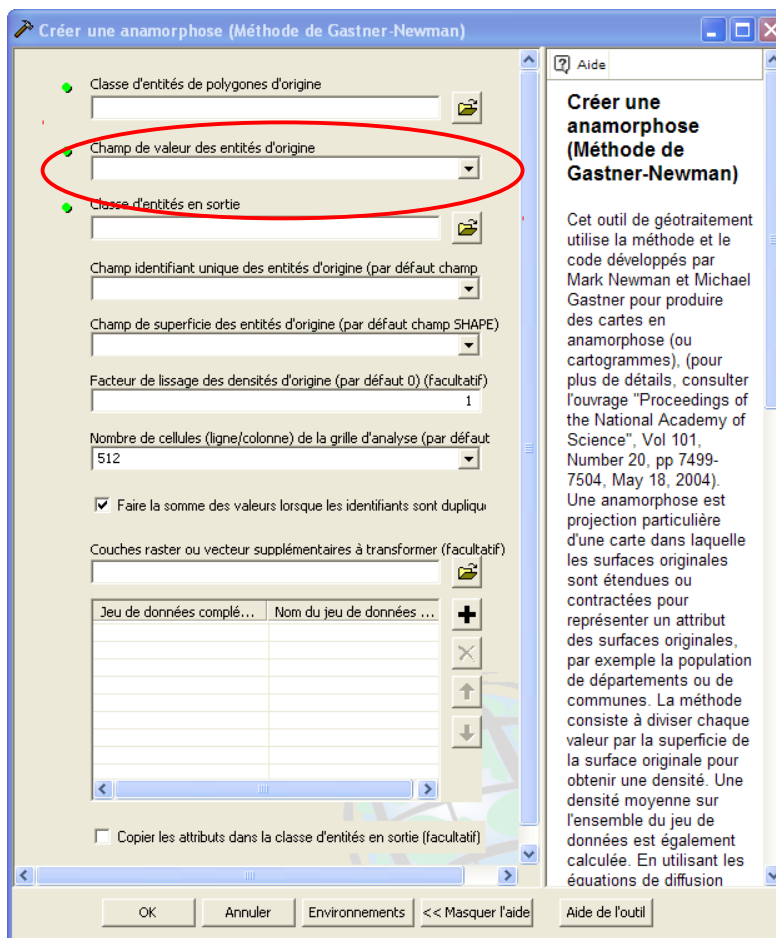 Créer une anamorphose (Méthode de Gastner-Newman)
Classe d'entités de polygones d'origine
Champ de valeur des entités d'origine
Classe d'entités en sortie
Champ identifiant unique des entités d'origine (par défaut champ
Champ de superficie des entités d'origine (par défaut champ SHAPE)
Facteur de lissage des densités d'origine (par défaut 0) (facultatif)
1
Nombre de cellules (ligne/colonne) de la grille d'analyse (par défaut
512
Faire la somme des valeurs lorsque les identifiants sont duplique
Couches raster ou vecteur supplémentaires à transformer (facultatif)
Jeu de données complé... Nom du jeu de données ...
Copier les attributs dans la classe d'entités en sortie (facultatif)
OK Annuler Environnements << Masquer l'aide Aide de l'outil
Aide
Créer une
anamorphose
(Méthode de
Gastner-Newman)
Cet outil de géotraitement
utilise la méthode et le
code développés par
Mark Newman et Michael
Gastner pour produire
des cartes en
anamorphose (ou
cartogrammes), (pour
plus de détails, consulter
l'ouvrage "Proceedings of
the National Academy of
Science", Vol 101,
Number 20, pp 7499-
7504, May 18, 2004).
Une anamorphose est
projection particulière
d'une carte dans laquelle
les surfaces originales
sont étendues ou
contractées pour
représenter un attribut
des surfaces originales,
par exemple la population
de départements ou de
communes. La méthode
consiste à diviser chaque
valeur par la superficie de
la surface originale pour
obtenir une densité. Une
densité moyenne sur
l'ensemble du jeu de
données est également
calculée. En utilisant les
équations de diffusion